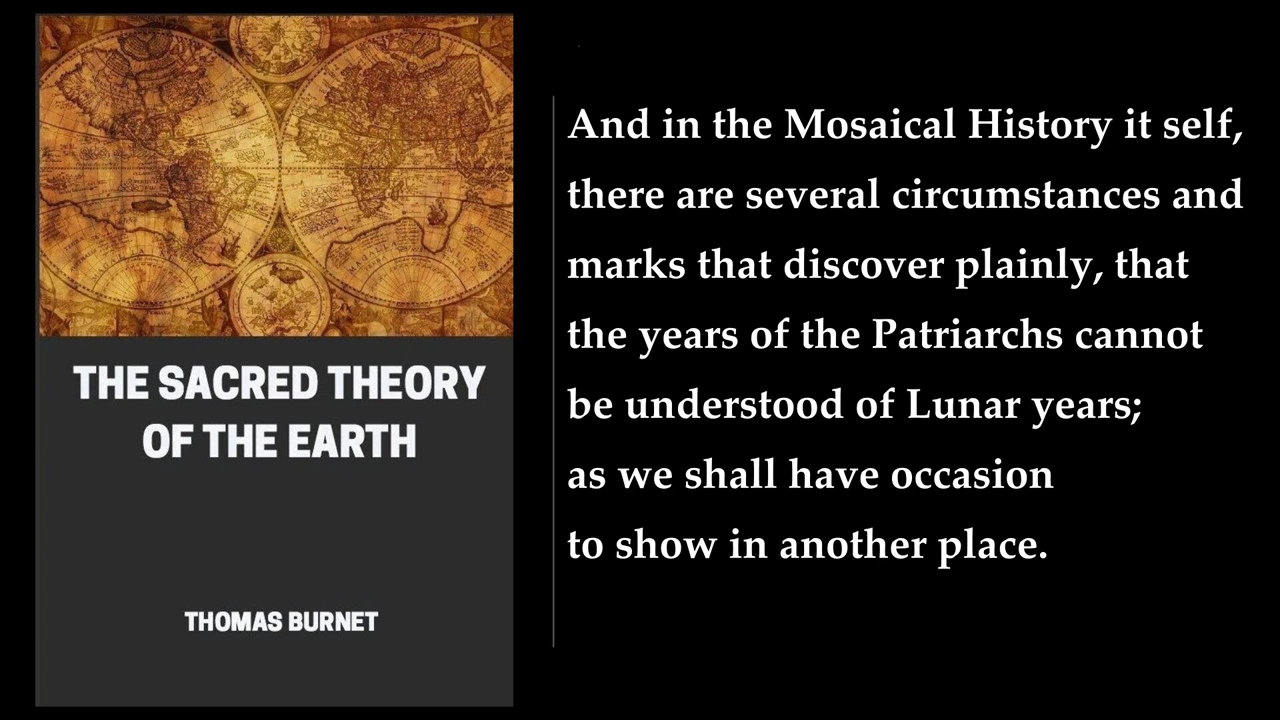 THE SACRED THEORY
OF THE EARTH
THOMAS BURNET
And in the Mosaical History it self,
there are several circumstances and
marks that discover plainly, that
the years of the Patriarchs cannot
be understood of Lunar years;
as we shall have occasion
to show in another place.